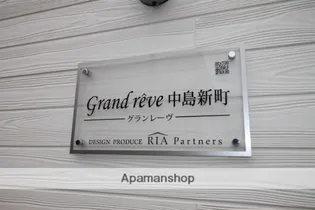 Grand rêve 中島新町
グランレーヴ
DESIGN PRODUCE RIA Partners
Apamanshop